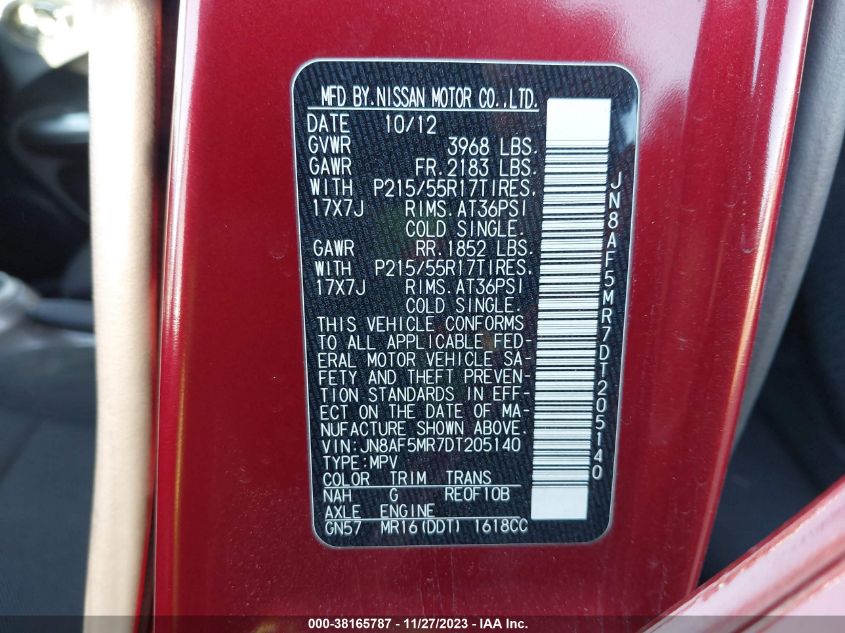 MFD BY.NISSAN MOTOR CO.,LTD.
DATE 10/12
GVWR 3968 LBS.
GAWR FR.2183 LBS.
WITH P215/55R17TIRES,
17X7J RIMS.AT36PSI
COLD SINGLE.
GAWR RR.1852 LBS.
WITH P215/55R17TIRES.
17X7J RIMS.AT36PSI
COLD SINGLE.
THIS VEHICLE CONFORMS
TO ALL APPLICABLE FED-
ERAL MOTOR VEHICLE SA-
FETY AND THEFT PREVEN-
TION STANDARDS IN EFF-
ECT ON THE DATE OF MA-
NUFACTURE SHOWN ABOVE.
VIN:JN8AF5MR7DT205140
TYPE:MPV
COLOR TRIM TRANS
NAH G RE0F10B
AXLE ENGINE
GN57 MR16(DDT) 1618CC
JN8AF5MR7DT205140
000-38165787 - 11/27/2023 - 175518